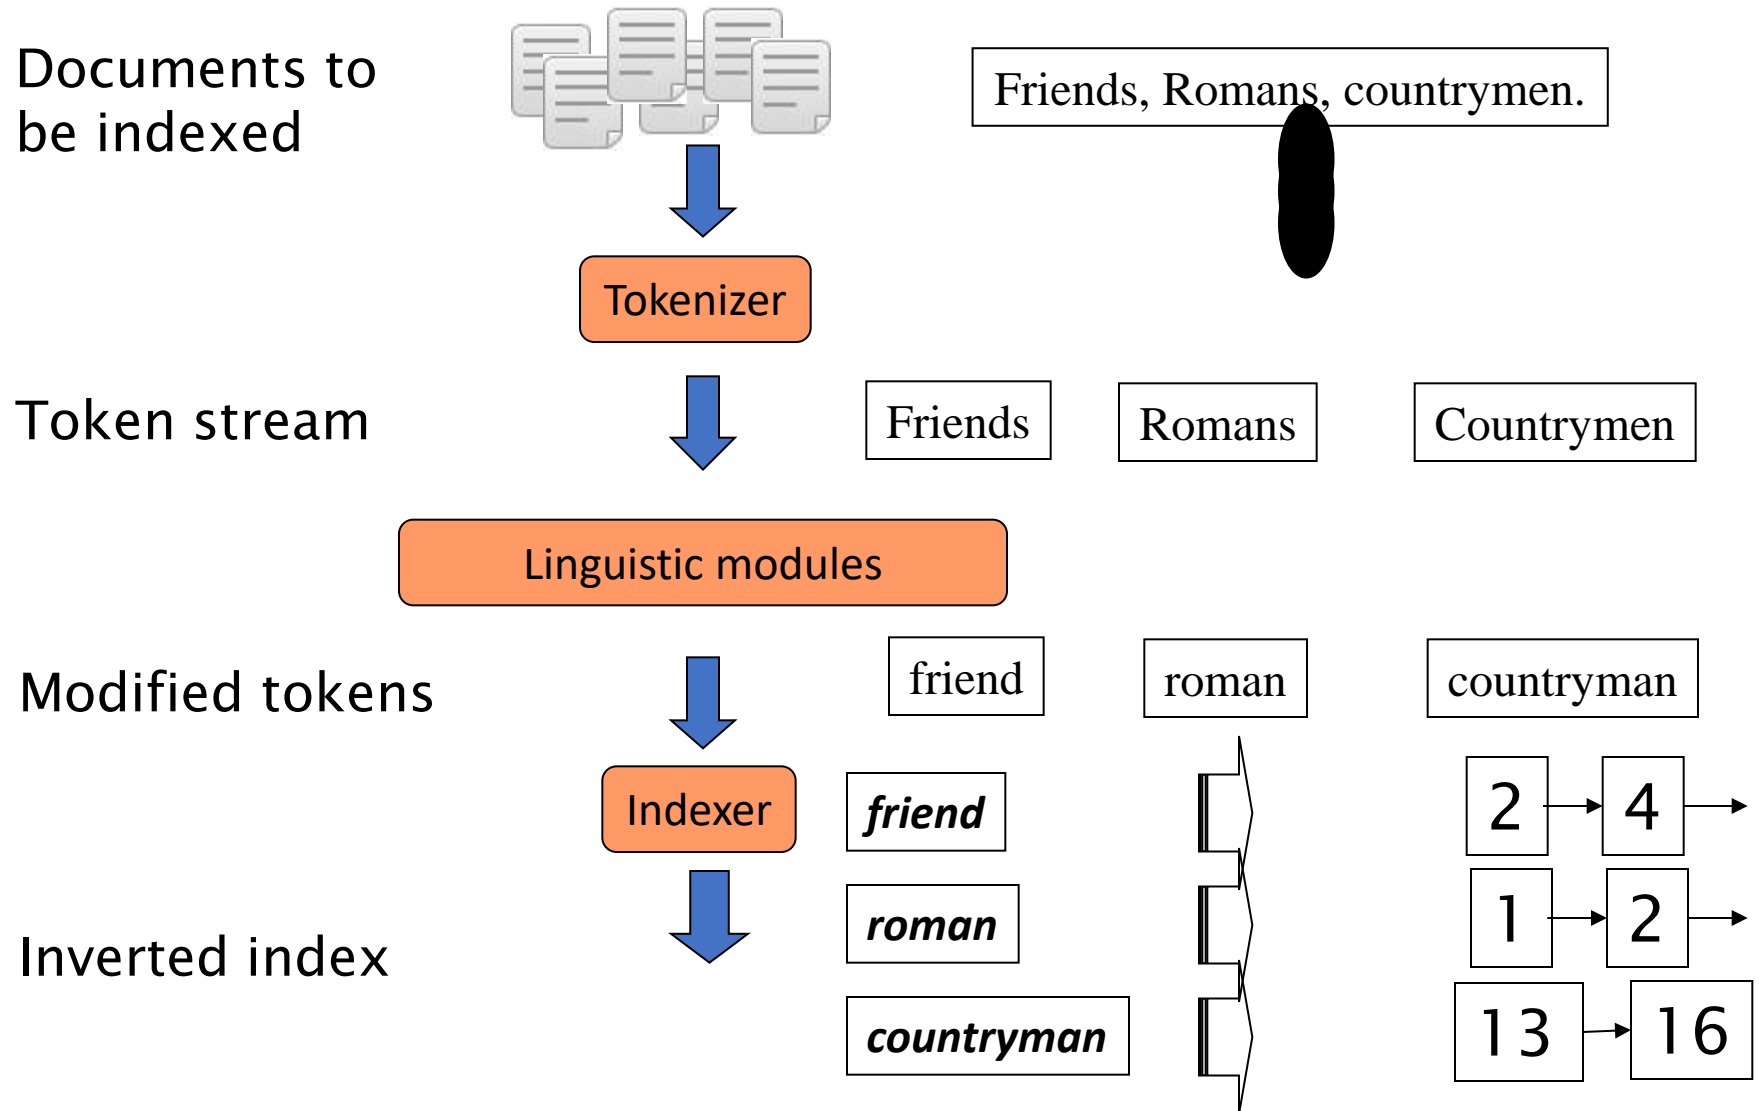 Documents to
be indexed
Friends, Romans, countrymen.
Tokenizer
Token stream
Friends
Romans
Countrymen
Linguistic modules
Modified tokens
friend
roman
countryman
Indexer
friend
2
4
roman
1
2
Inverted index
countryman
13
16